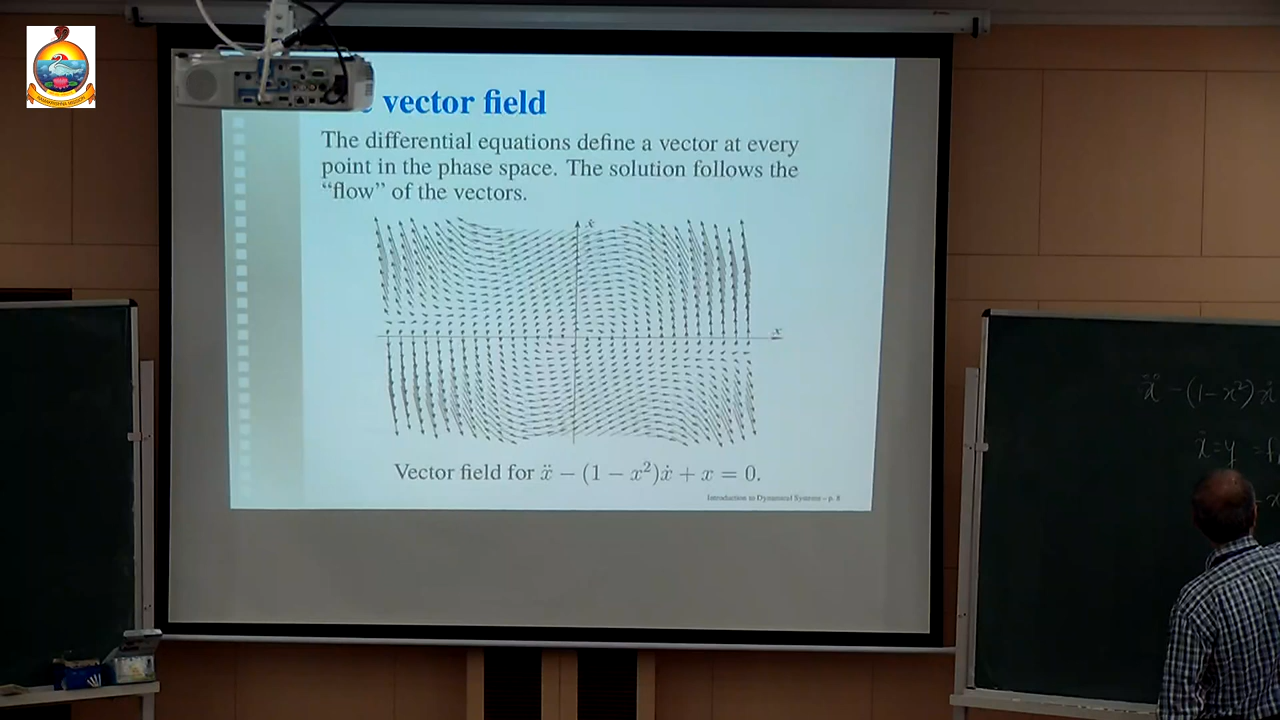 vector field
The differential equations define a vector at every
point in the phase space. The solution follows the
“flow” of the vectors.
ẋ
x
Vector field for ẍ − (1 − x²)ẋ + x = 0.
Introduction to Dynamical Systems – p. 8
ẍ − (1 − x²) ẋ
ẋ = y = f
− x